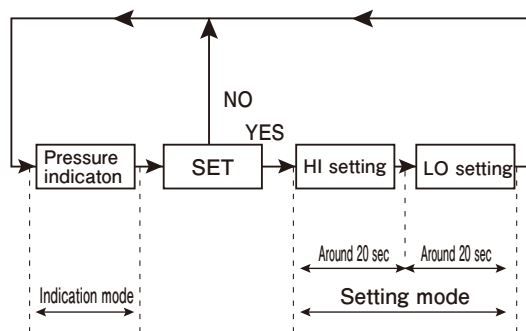 NO
YES
Pressure
indicaton
SET
HI setting
LO setting
Around 20 sec
Around 20 sec
Indication mode
Setting mode